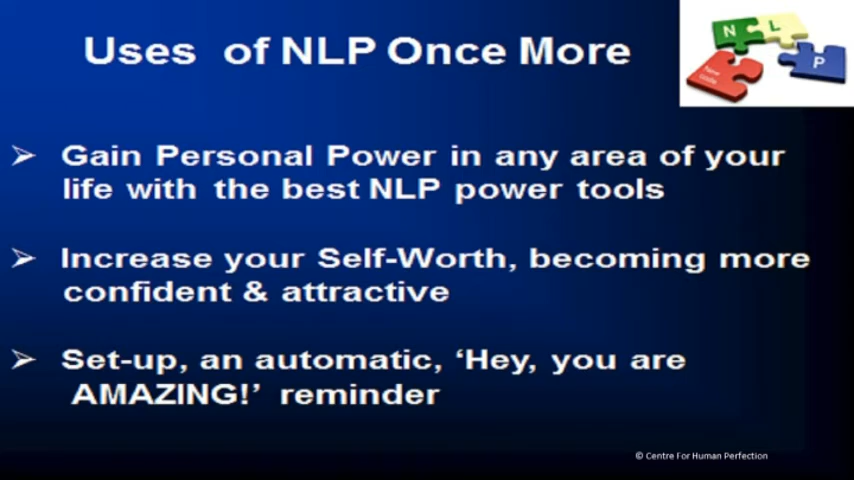 Uses of NLP Once More
N L
P
New
code
➢ Gain Personal Power in any area of your
life with the best NLP power tools
➢ Increase your Self-Worth, becoming more
confident & attractive
➢ Set-up, an automatic, ‘Hey, you are
AMAZING!’ reminder
© Centre For Human Perfection